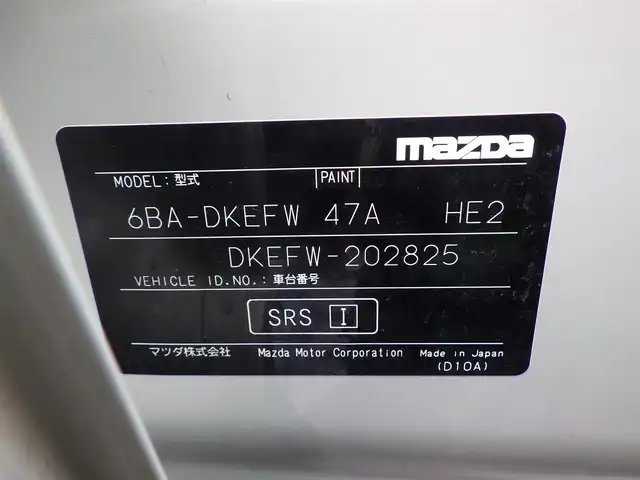 mazda
MODEL: 型式 PAINT
6BA-DKEFW 47A HE2
DKEFW-202825
VEHICLE ID.NO.: 車台番号
SRS I
マツダ株式会社 Mazda Motor Corporation Made in Japan
(D10A)